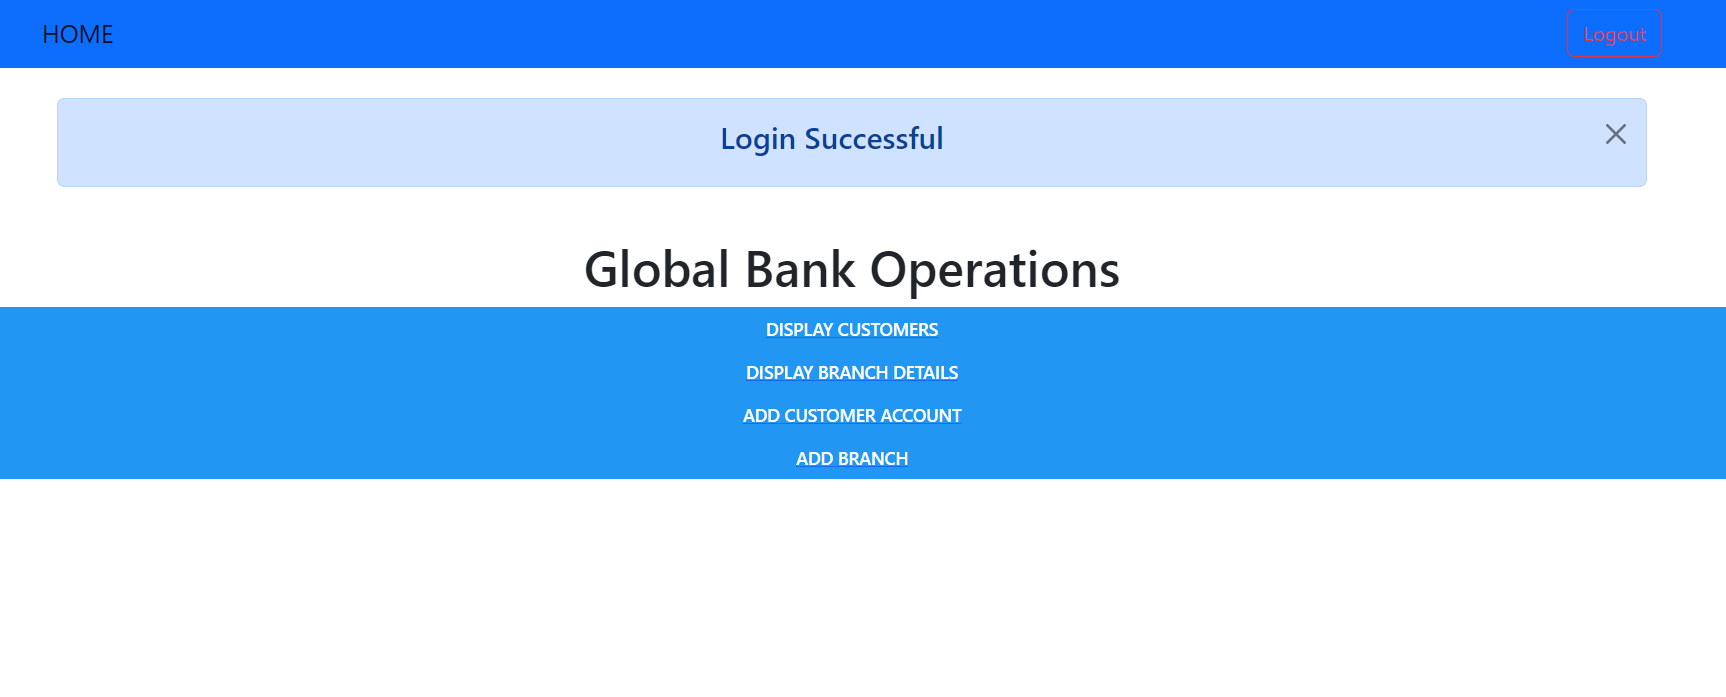 HOME
Logout
Login Successful
Global Bank Operations
DISPLAY CUSTOMERS
DISPLAY BRANCH DETAILS
ADD CUSTOMER ACCOUNT
ADD BRANCH